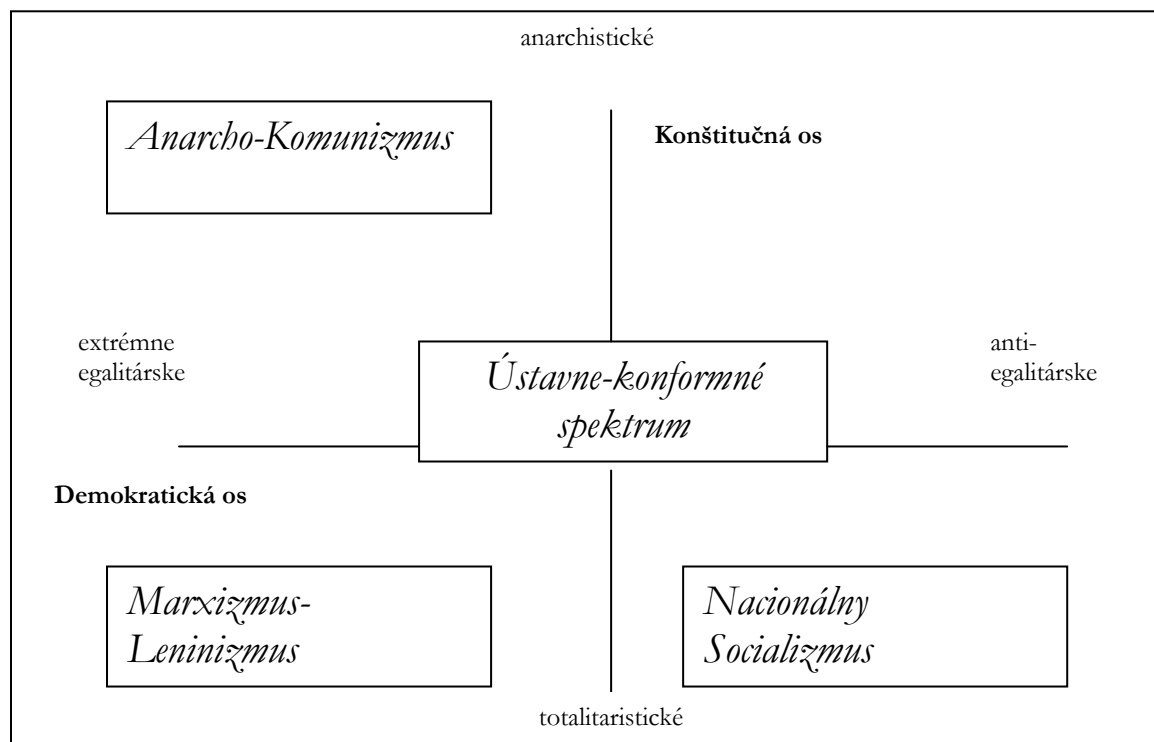 anarchistické
Anarcho-Komunizmus
Konštitučná os
extrémne
egalitárske
Ústavne-konformné
spektrum
anti-
egalitárske
Demokratická os
Marxizmus-
Leninizmus
Nacionálny
Socializmus
totalitaristické